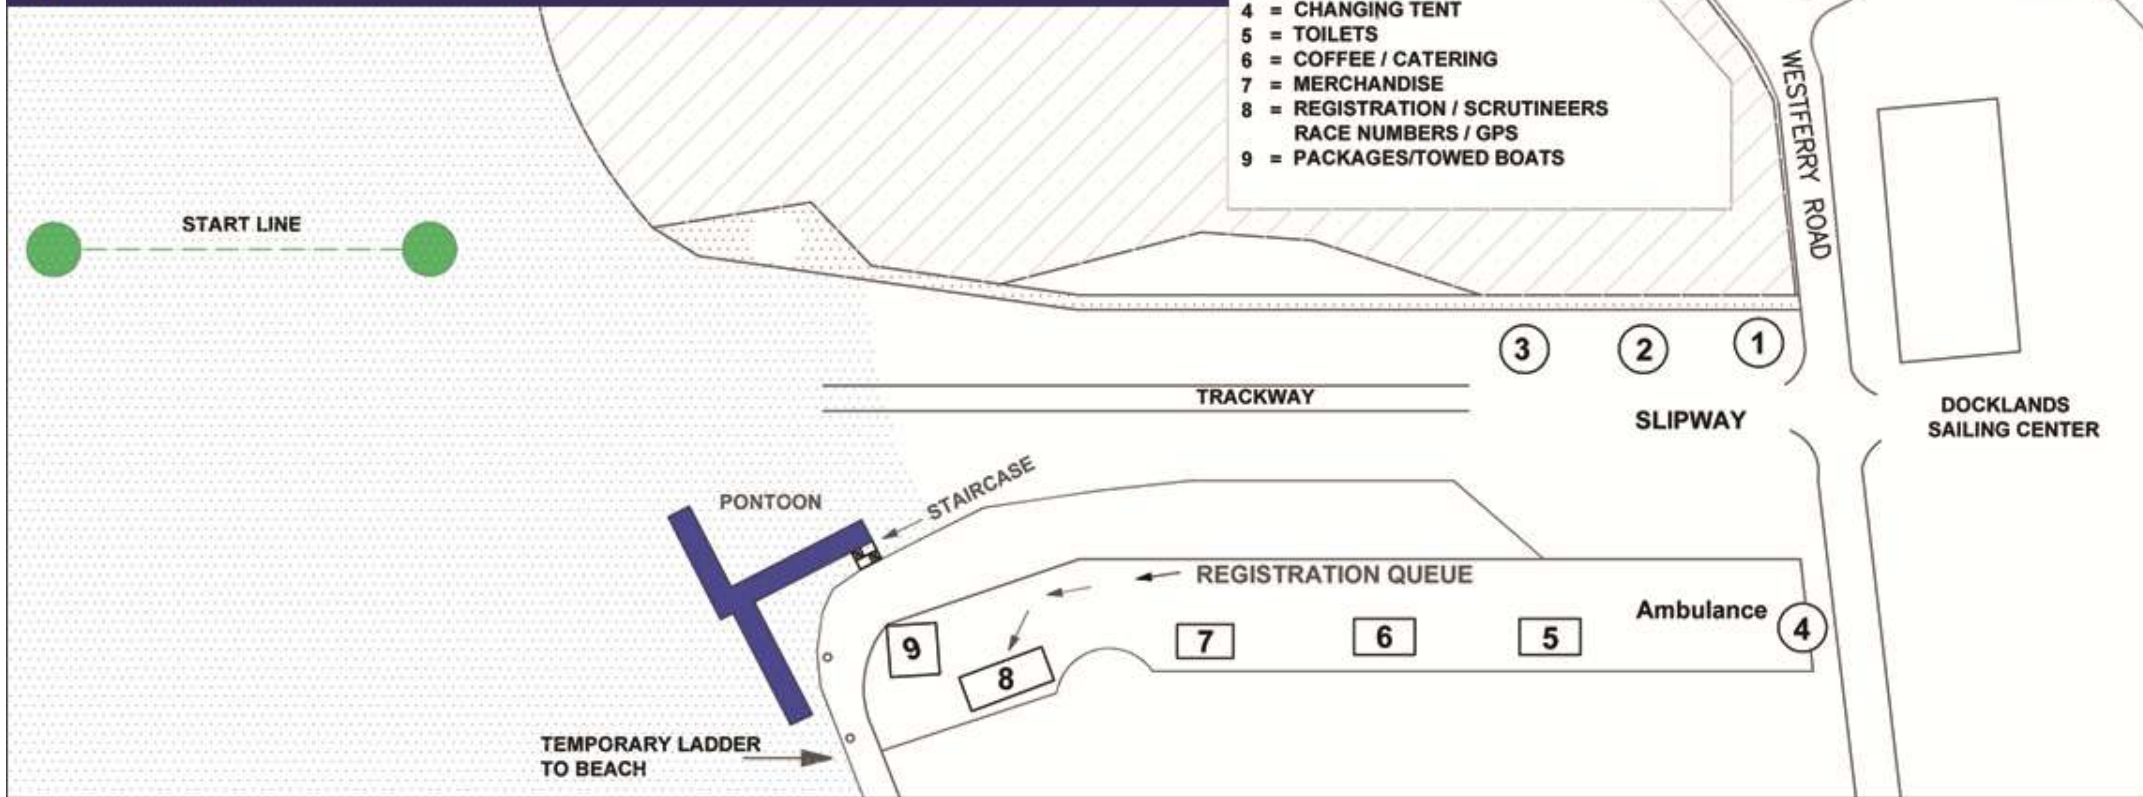 4 = CHANGING TENT
5 = TOILETS
6 = COFFEE / CATERING
7 = MERCHANDISE
8 = REGISTRATION / SCRUTINEERS
RACE NUMBERS / GPS
9 = PACKAGES/TOWED BOATS
WESTFERRY ROAD
START LINE
3
2
1
TRACKWAY
SLIPWAY
DOCKLANDS
SAILING CENTER
PONTOON
STAIRCASE
REGISTRATION QUEUE
Ambulance
4
9
8
7
6
5
TEMPORARY LADDER
TO BEACH